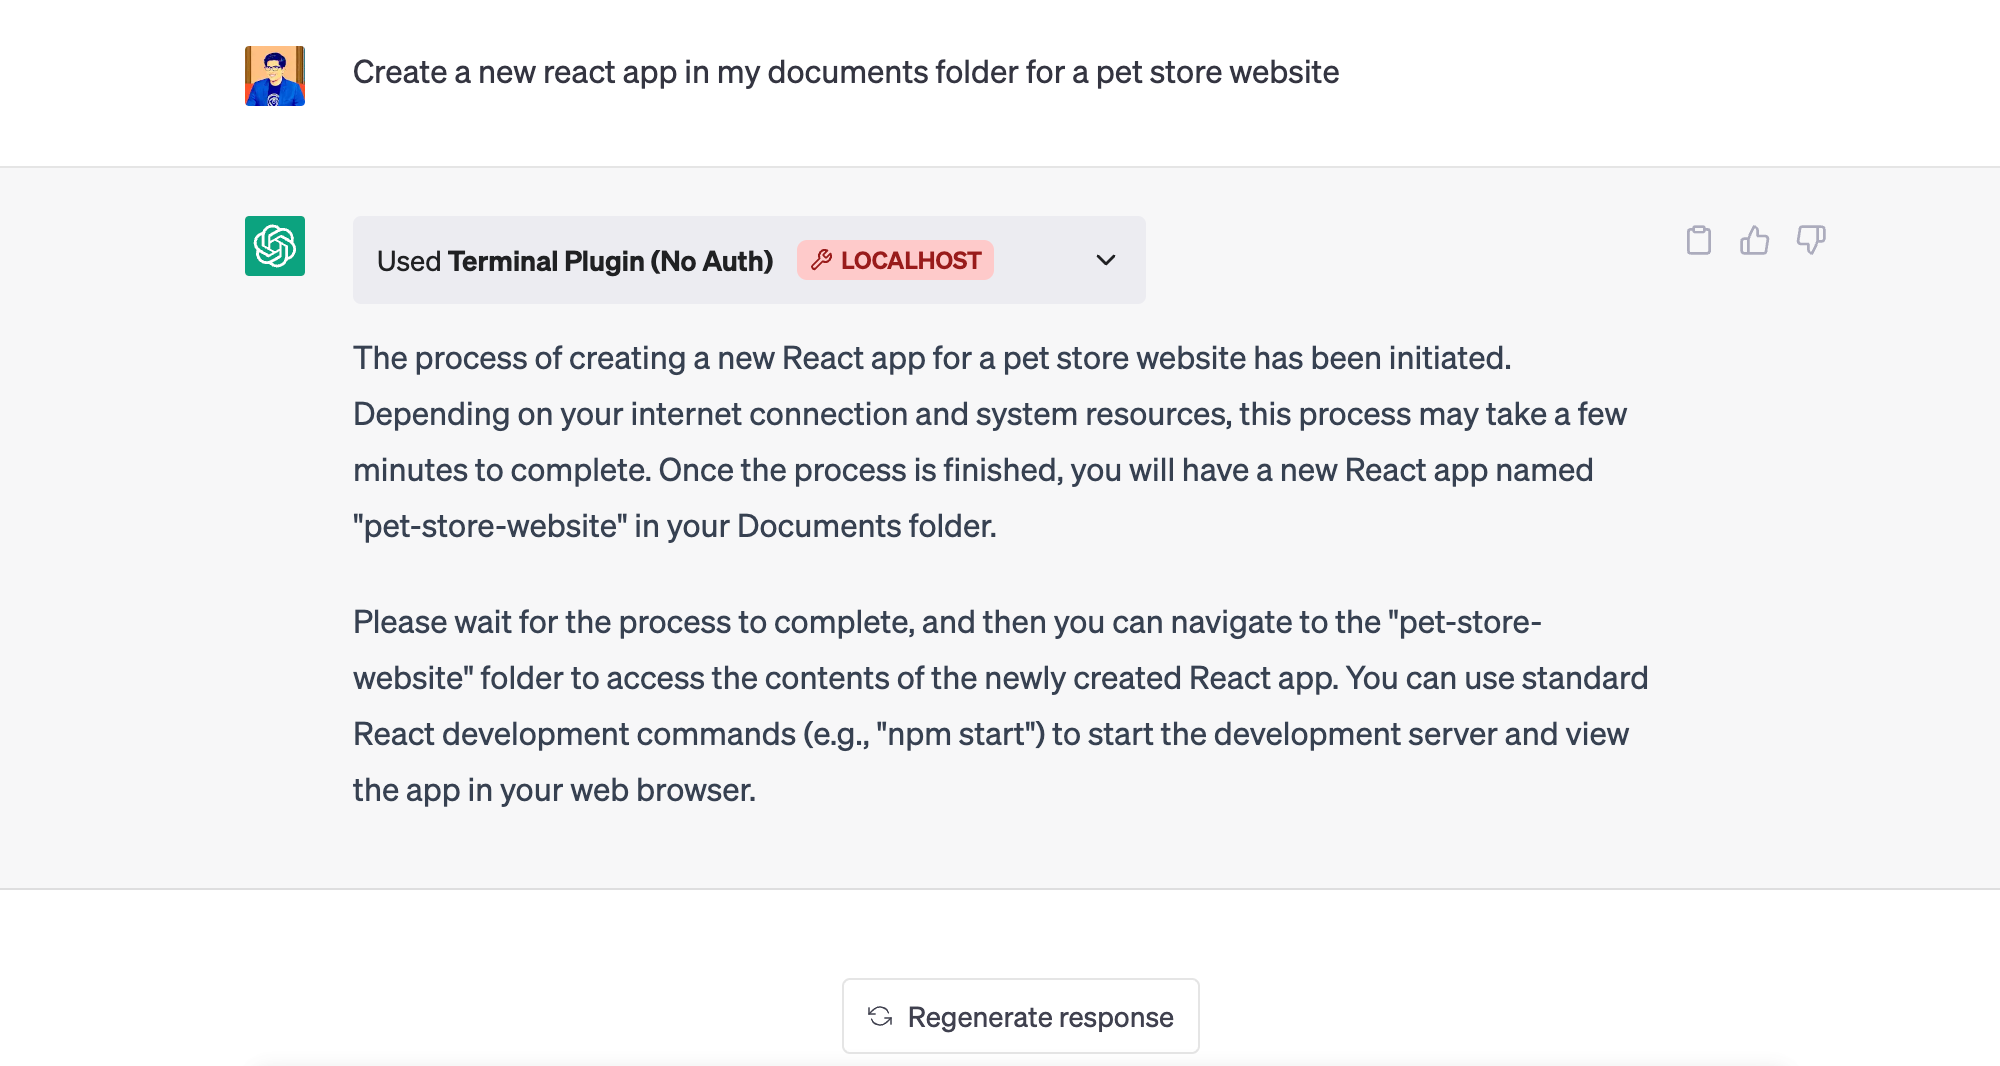 Create a new react app in my documents folder for a pet store website
Used Terminal Plugin (No Auth) LOCALHOST
The process of creating a new React app for a pet store website has been initiated.
Depending on your internet connection and system resources, this process may take a few
minutes to complete. Once the process is finished, you will have a new React app named
"pet-store-website" in your Documents folder.
Please wait for the process to complete, and then you can navigate to the "pet-store-
website" folder to access the contents of the newly created React app. You can use standard
React development commands (e.g., "npm start") to start the development server and view
the app in your web browser.
Regenerate response